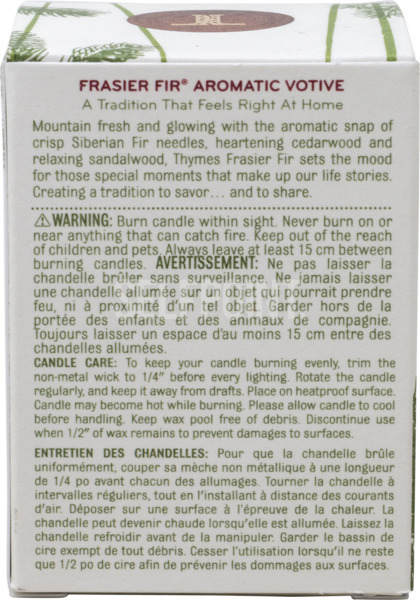 FRASIER FIR® AROMATIC VOTIVE
A Tradition That Feels Right At Home
Mountain fresh and glowing with the aromatic snap of
crisp Siberian Fir needles, heartening cedarwood and
relaxing sandalwood, Thymes Frasier Fir sets the mood
for those special moments that make up our life stories.
Creating a tradition to savor... and to share.
⚠WARNING: Burn candle within sight. Never burn on or
near anything that can catch fire. Keep out of the reach
of children and pets. Always leave at least 15 cm between
burning candles. AVERTISSEMENT: Ne pas laisser la
chandelle brûler sans surveillance. Ne jamais laisser
une chandelle allumée sur un objet qui pourrait prendre
feu, ni à proximité d'un tel objet. Garder hors de la
portée des enfants et des animaux de compagnie.
Toujours laisser un espace d'au moins 15 cm entre des
chandelles allumées.
CANDLE CARE: To keep your candle burning evenly, trim the
non-metal wick to 1/4" before every lighting. Rotate the candle
regularly, and keep it away from drafts. Place on heatproof surface.
Candle may become hot while burning. Please allow candle to cool
before handling. Keep wax pool free of debris. Discontinue use
when 1/2" of wax remains to prevent damages to surfaces.
ENTRETIEN DES CHANDELLES: Pour que la chandelle brûle
uniformément, couper sa mèche non métallique à une longueur
de 1/4 po avant chacun des allumages. Tourner la chandelle à
intervalles réguliers, tout en l'installant à distance des courants
d'air. Déposer sur une surface à l'épreuve de la chaleur. La
chandelle peut devenir chaude lorsqu'elle est allumée. Laissez la
chandelle refroidir avant de la manipuler. Garder le bassin de
cire exempt de tout débris. Cesser l'utilisation lorsqu'il ne reste
que 1/2 po de cire afin de prévenir les dommages aux surfaces.